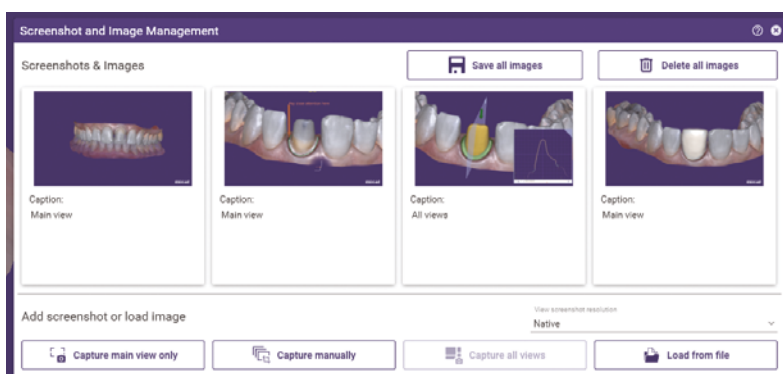 Screenshot and Image Management
Screenshots & Images
Save all images
Delete all images
Caption:
Main view
Caption:
Main view
Caption:
All views
Caption:
Main view
Add screenshot or load image
View screenshot resolution
Native
Capture main view only
Capture manually
Capture all views
Load from file